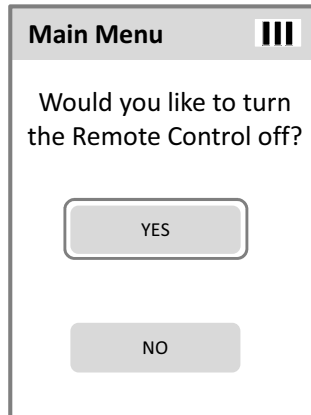 Main Menu
Would you like to turn
the Remote Control off?
YES
NO